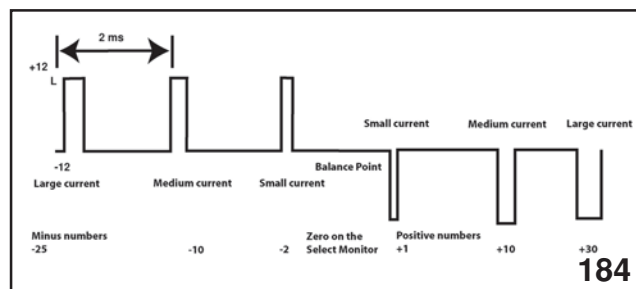 2 ms
+12
L
Small current Medium current Large current
-12 Balance Point
Large current Medium current Small current
Minus numbers Zero on the Positive numbers
-25 -10 -2 Select Monitor +1 +10 +30
184